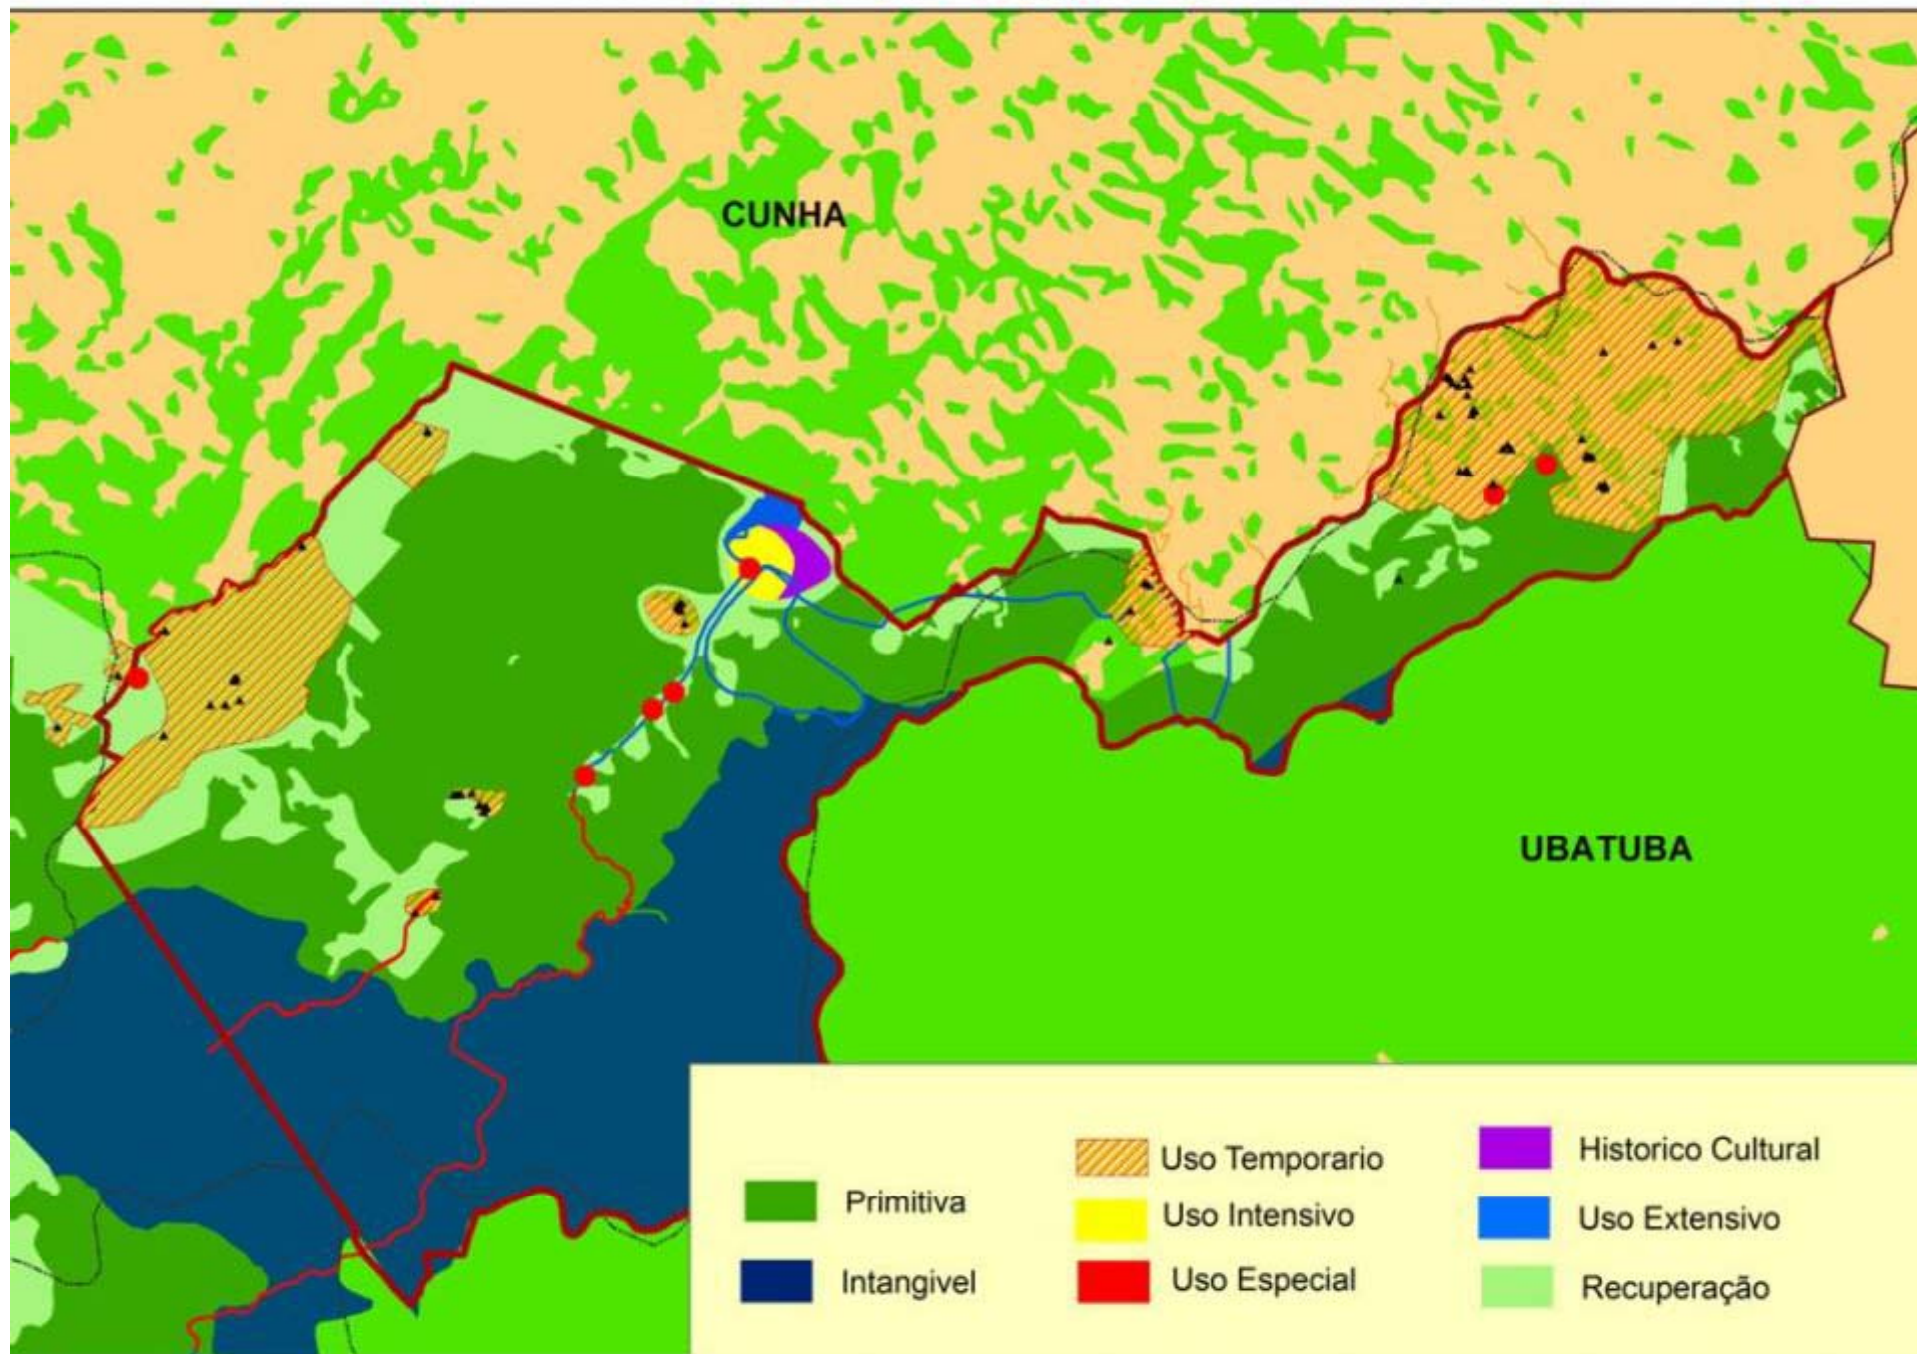 CUNHA
UBATUBA
Primitiva
Intangivel
Uso Temporario
Uso Intensivo
Uso Especial
Historico Cultural
Uso Extensivo
Recuperação